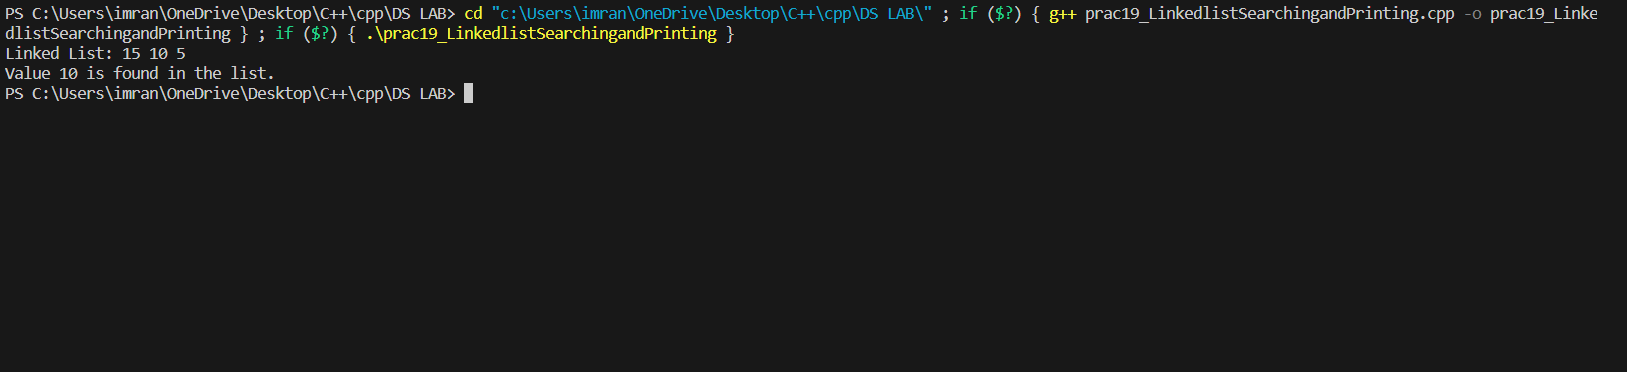 PS C:\Users\imran\OneDrive\Desktop\C++\cpp\DS LAB> cd "c:\Users\imran\OneDrive\Desktop\C++\cpp\DS LAB\" ; if ($?) { g++ prac19_LinkedlistSearchingandPrinting.cpp -o prac19_Linke
dlistSearchingandPrinting } ; if ($?) { .\prac19_LinkedlistSearchingandPrinting }
Linked List: 15 10 5
Value 10 is found in the list.
PS C:\Users\imran\OneDrive\Desktop\C++\cpp\DS LAB>